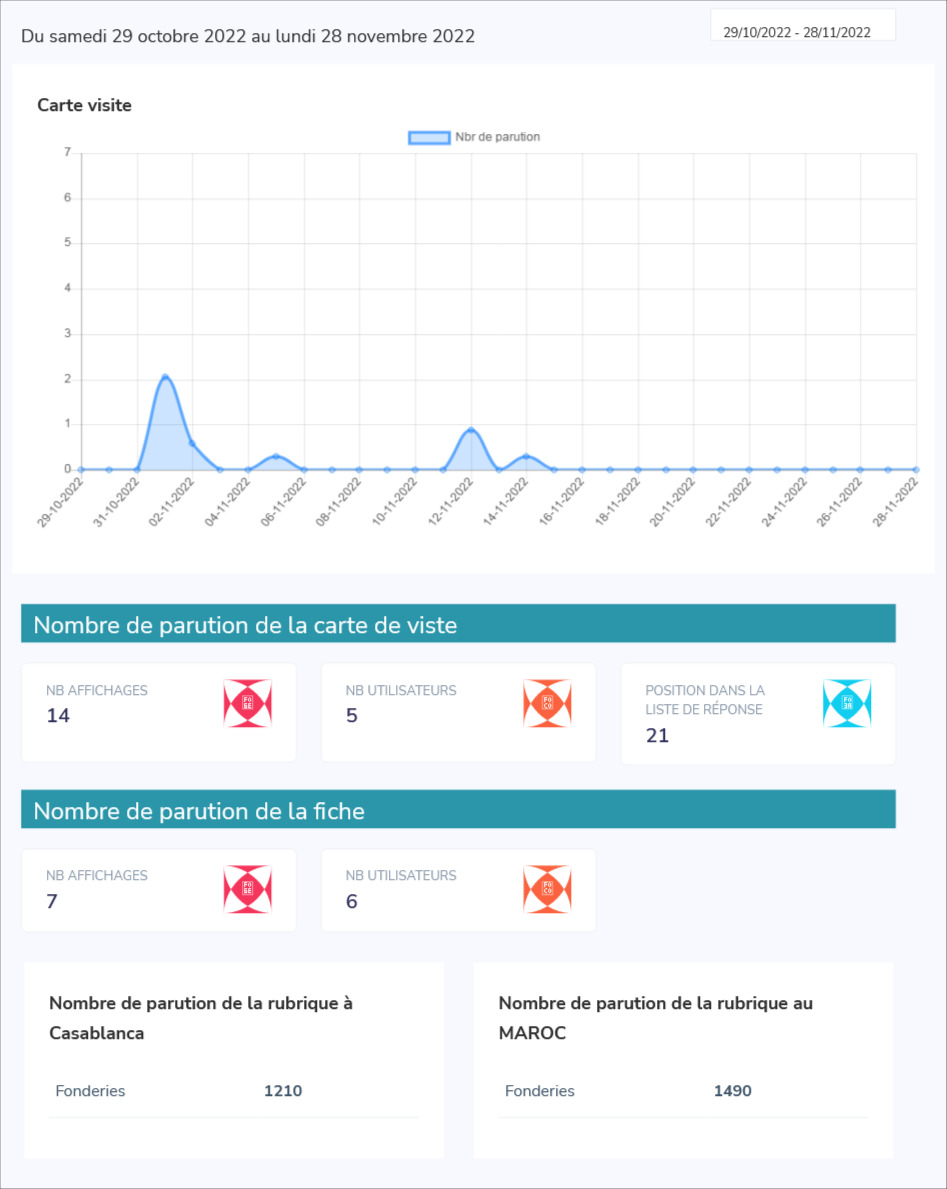 Du samedi 29 octobre 2022 au lundi 28 novembre 2022
29/10/2022 - 28/11/2022
Carte visite
Nbr de parution
7
6
5
4
3
2
1
0
29-10-2022
31-10-2022
02-11-2022
04-11-2022
06-11-2022
08-11-2022
10-11-2022
12-11-2022
14-11-2022
16-11-2022
18-11-2022
20-11-2022
22-11-2022
24-11-2022
26-11-2022
28-11-2022
Nombre de parution de la carte de viste
NB AFFICHAGES
14
NB UTILISATEURS
5
POSITION DANS LA
LISTE DE RÉPONSE
21
Nombre de parution de la fiche
NB AFFICHAGES
7
NB UTILISATEURS
6
Nombre de parution de la rubrique à
Casablanca
Fonderies 1210
Nombre de parution de la rubrique au
MAROC
Fonderies 1490